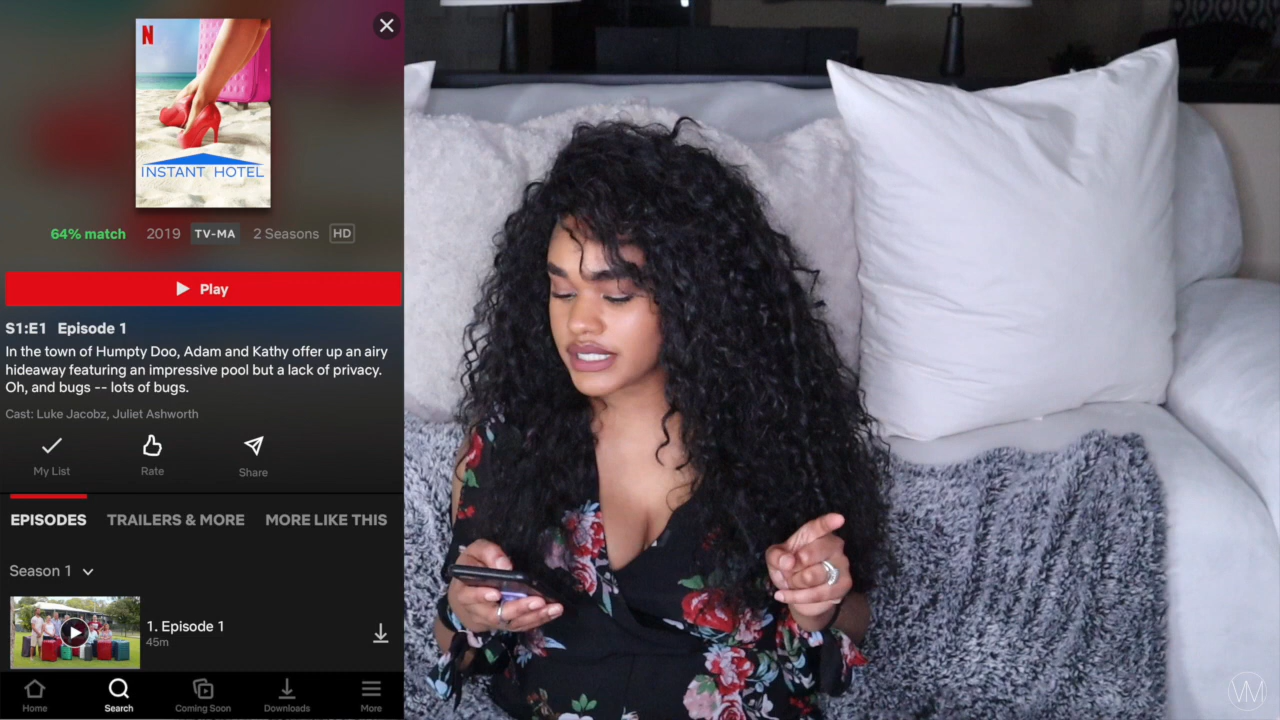 N
INSTANT HOTEL
64% match 2019 TV-MA 2 Seasons HD
Play
S1:E1 Episode 1
In the town of Humpty Doo, Adam and Kathy offer up an airy
hideaway featuring an impressive pool but a lack of privacy.
Oh, and bugs -- lots of bugs.
Cast: Luke Jacobz, Juliet Ashworth
My List Rate Share
EPISODES TRAILERS & MORE MORE LIKE THIS
Season 1
1. Episode 1
45m
Home Search Coming Soon Downloads More
VM